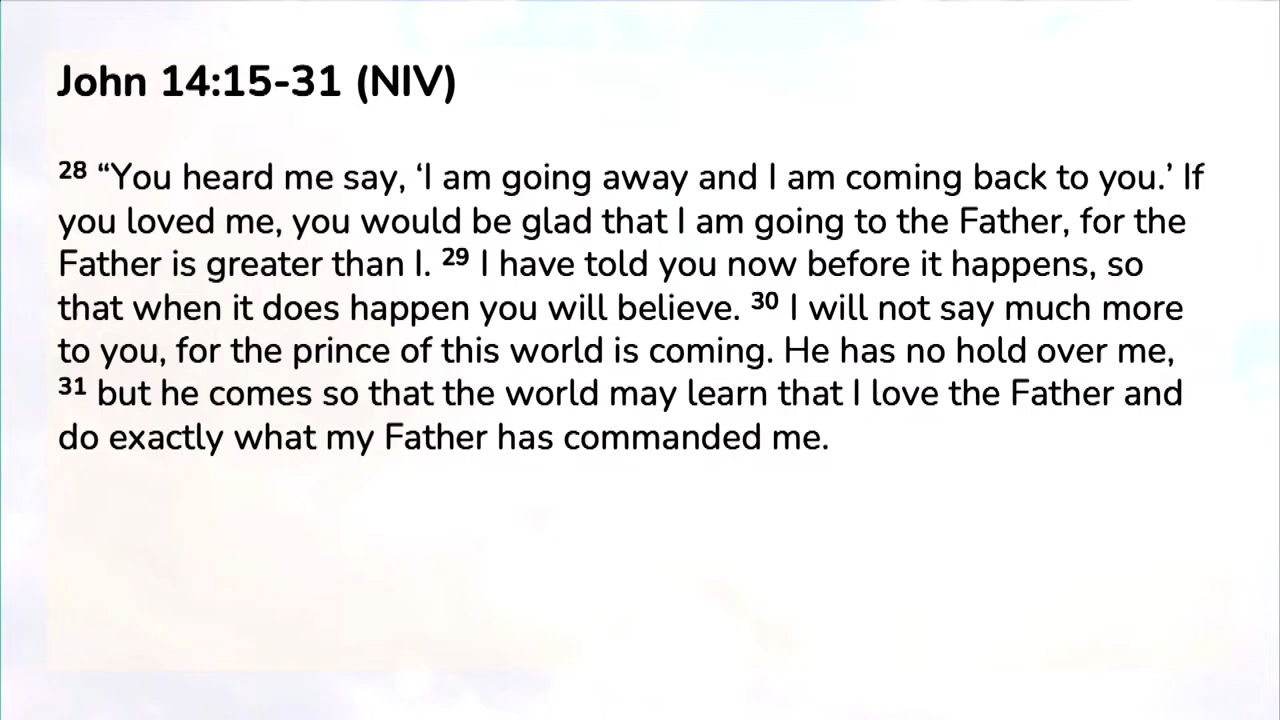 John 14:15-31 (NIV)
28 “You heard me say, ‘I am going away and I am coming back to you.’ If
you loved me, you would be glad that I am going to the Father, for the
Father is greater than I. 29 I have told you now before it happens, so
that when it does happen you will believe. 30 I will not say much more
to you, for the prince of this world is coming. He has no hold over me,
31 but he comes so that the world may learn that I love the Father and
do exactly what my Father has commanded me.